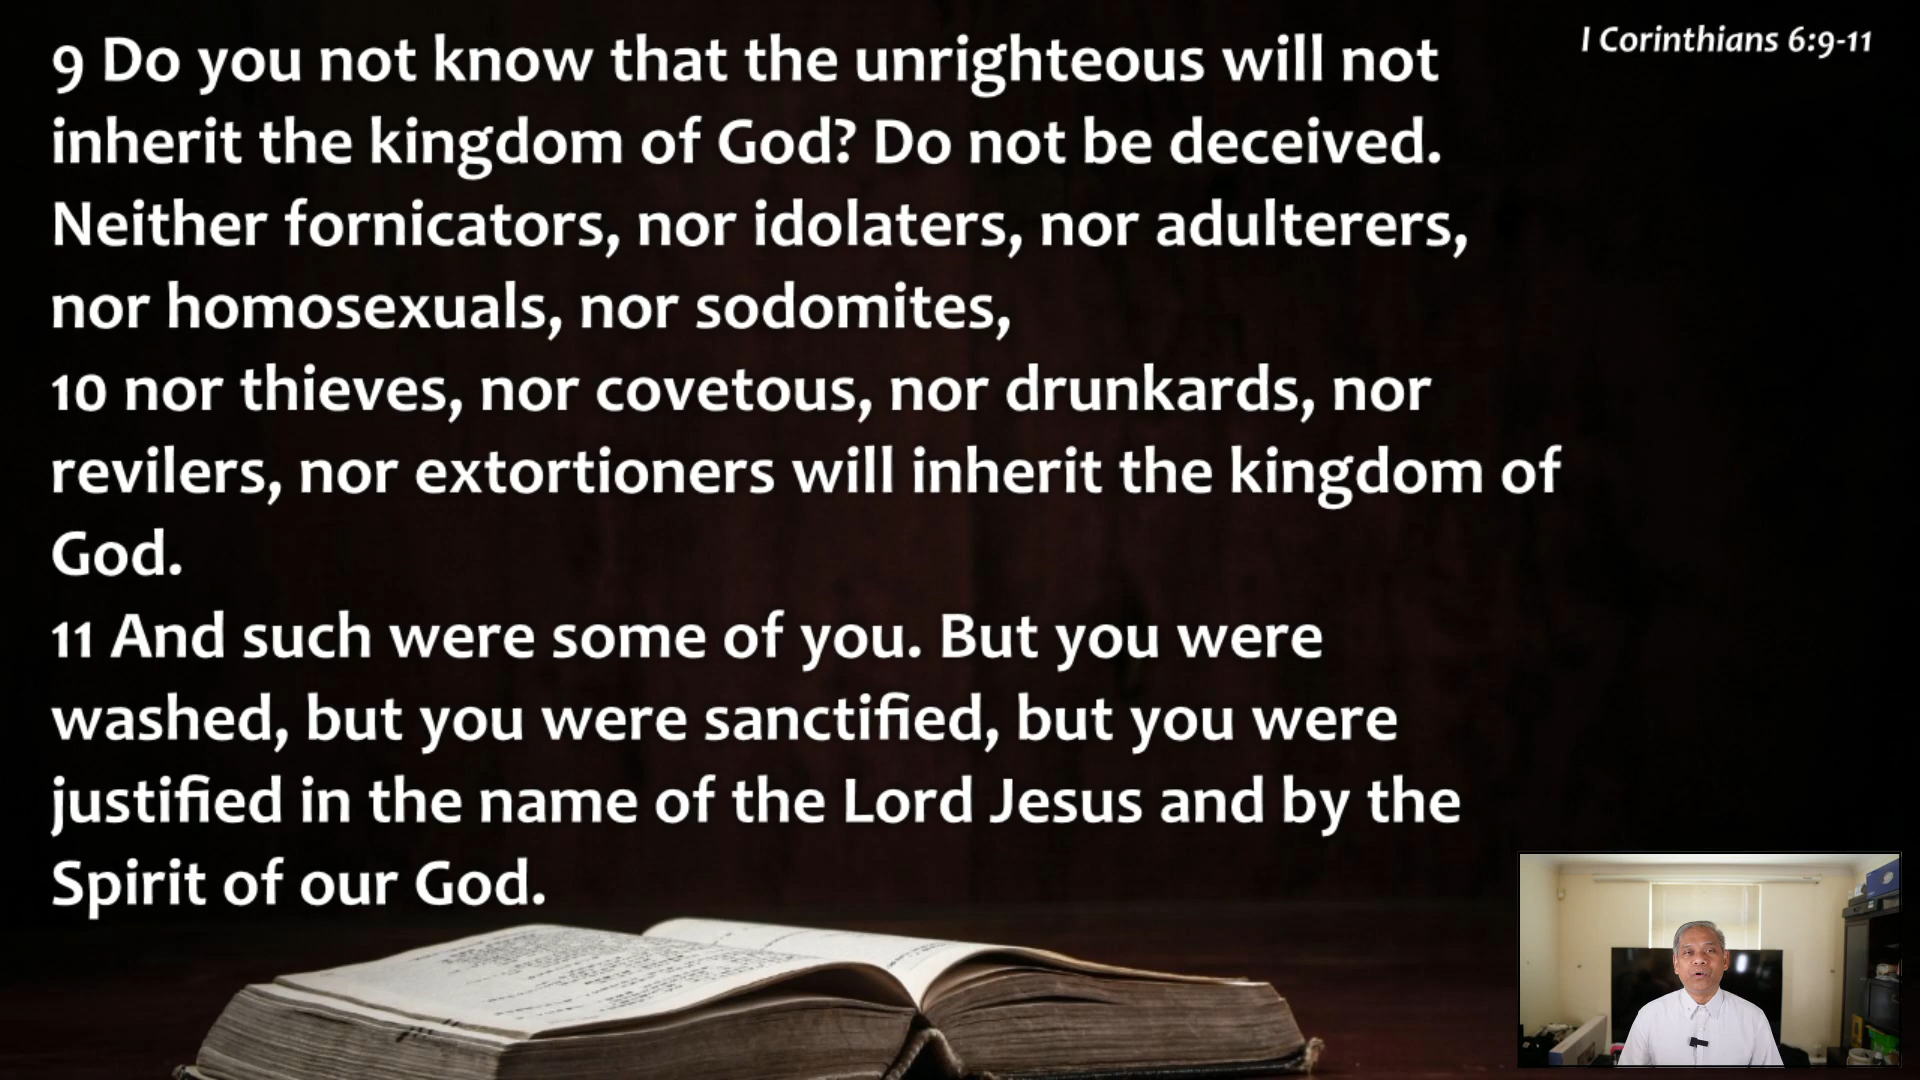 I Corinthians 6:9-11
9 Do you not know that the unrighteous will not
inherit the kingdom of God? Do not be deceived.
Neither fornicators, nor idolaters, nor adulterers,
nor homosexuals, nor sodomites,
10 nor thieves, nor covetous, nor drunkards, nor
revilers, nor extortioners will inherit the kingdom of
God.
11 And such were some of you. But you were
washed, but you were sanctified, but you were
justified in the name of the Lord Jesus and by the
Spirit of our God.